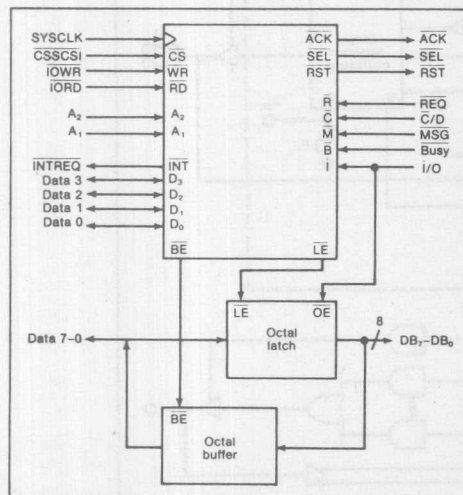 SYSCLK
CSSCSI
IOWR
IORD
A₂
A₁
INTREQ
Data 3
Data 2
Data 1
Data 0
CS
WR
RD
A₂
A₁
INT
D₃
D₂
D₁
D₀
BE
LE
ACK
SEL
RST
R
C
M
B
I
ACK
SEL
RST
REQ
C/D
MSG
Busy
I/O
LE
OE
Octal
latch
Data 7-0
8
DB₇-DB₀
BE
Octal
buffer